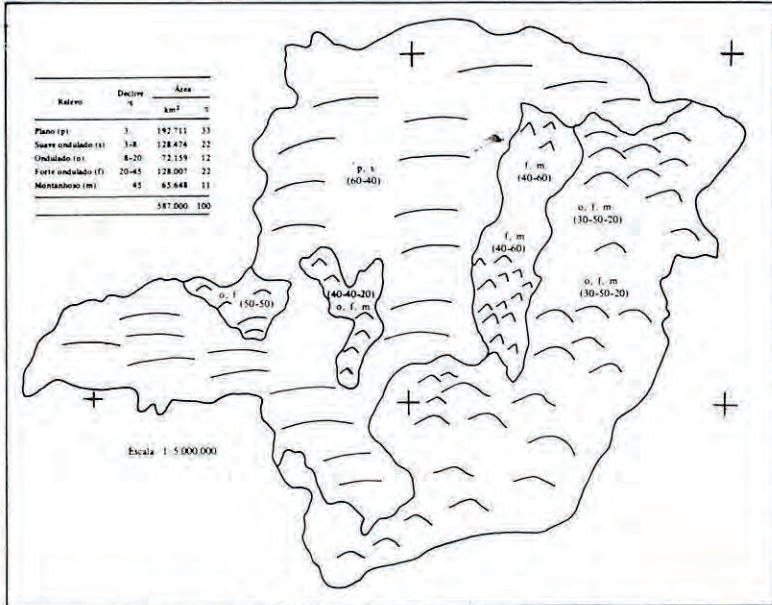 Relevo Declive % Área
km² %
Plano (p) 3 192.711 33
Suave ondulado (s) 3-8 128.474 22
Ondulado (o) 8-20 72.159 12
Forte ondulado (f) 20-45 128.007 22
Montanhoso (m) 45 65.648 11
587.000 100
p, s
(60-40)
f, m
(40-60)
o, f, m
(30-50-20)
f, m
(40-60)
o, f, m
(30-50-20)
o, f
(50-50)
(40-40-20)
o, f, m
Escala 1:5.000.000